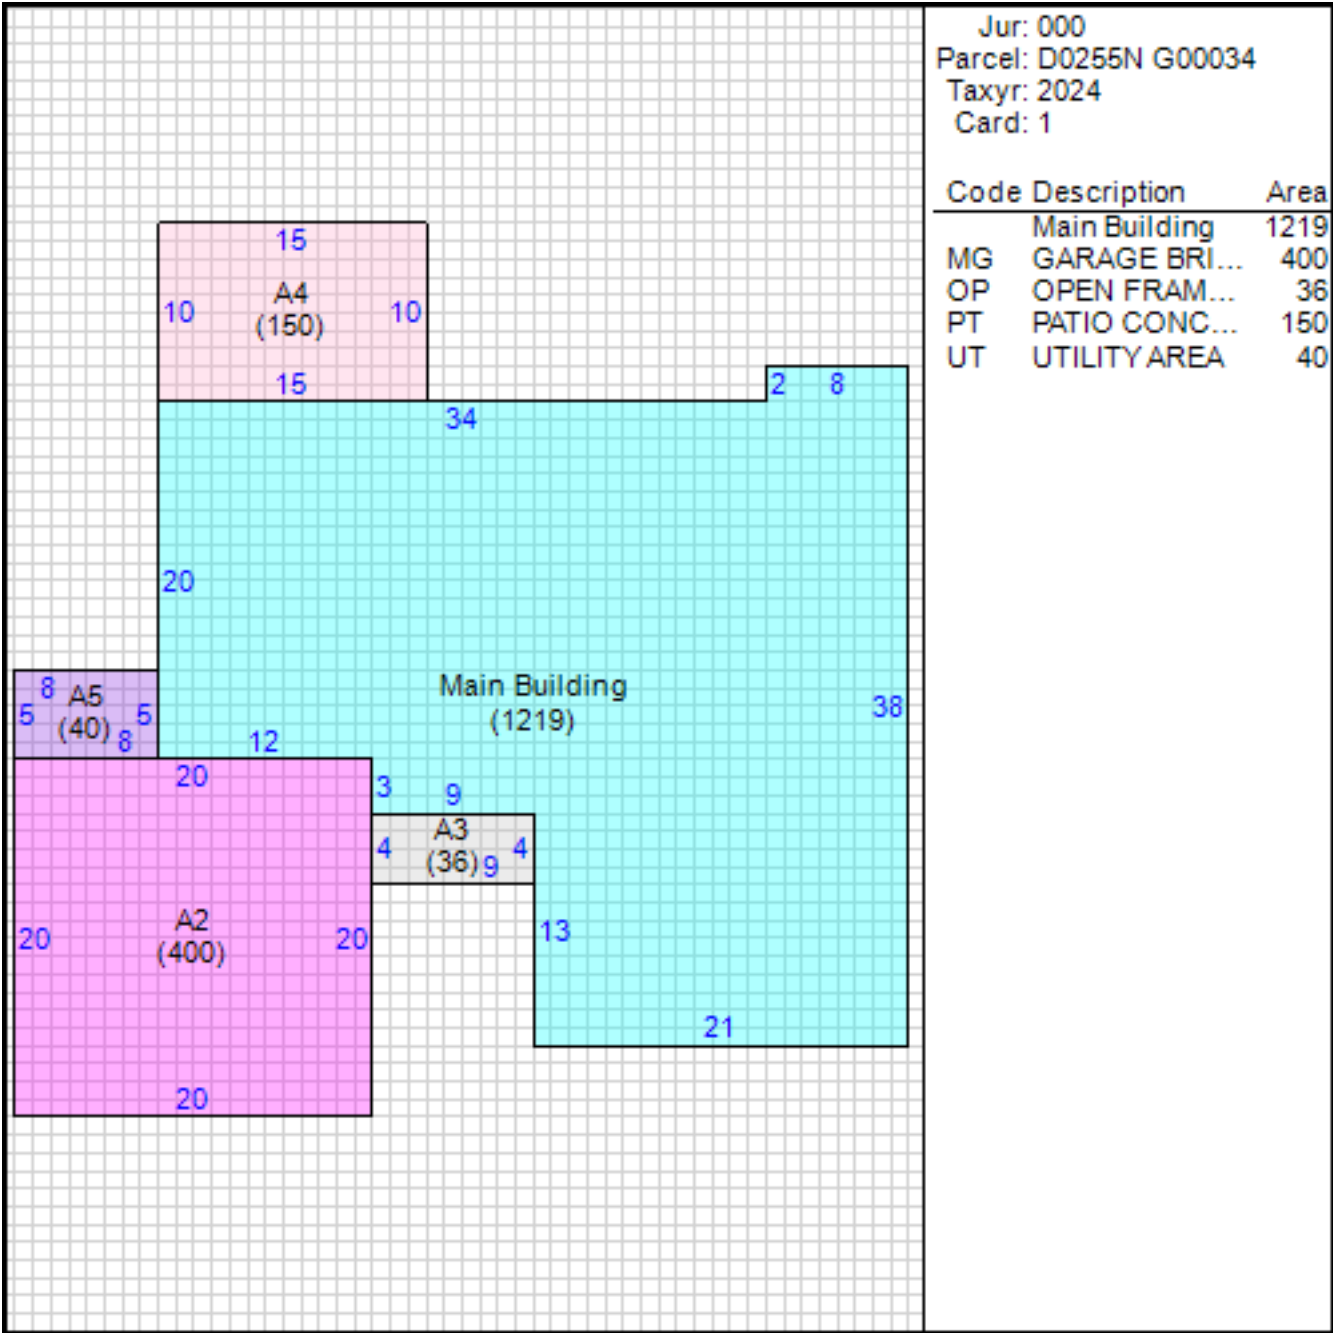 Jur: 000
Parcel: D0255N G00034
Taxyr: 2024
Card: 1
Code Description Area
Main Building 1219
MG GARAGE BRI... 400
OP OPEN FRAM... 36
PT PATIO CONC... 150
UT UTILITY AREA 40
15
A4
10 (150) 10
15
2 8
34
20
Main Building
(1219)
38
8 A5
5 (40) 5
8
12
20
3 9
A3
4 (36) 9 4
A2
20 (400) 20
13
21
20